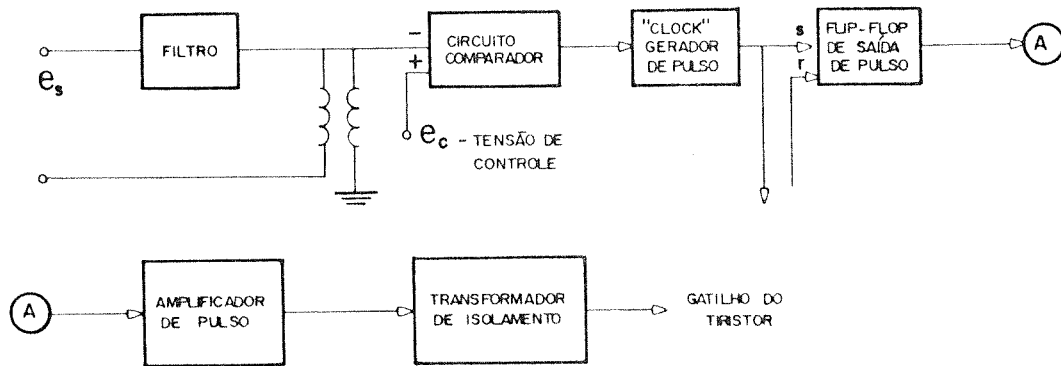 FILTRO
e_s
−
+
CIRCUITO
COMPARADOR
e_c - TENSÃO DE
CONTROLE
"CLOCK"
GERADOR
DE PULSO
s
r
FLIP-FLOP
DE SAÍDA
DE PULSO
A
A
AMPLIFICADOR
DE PULSO
TRANSFORMADOR
DE ISOLAMENTO
GATILHO DO
TIRISTOR